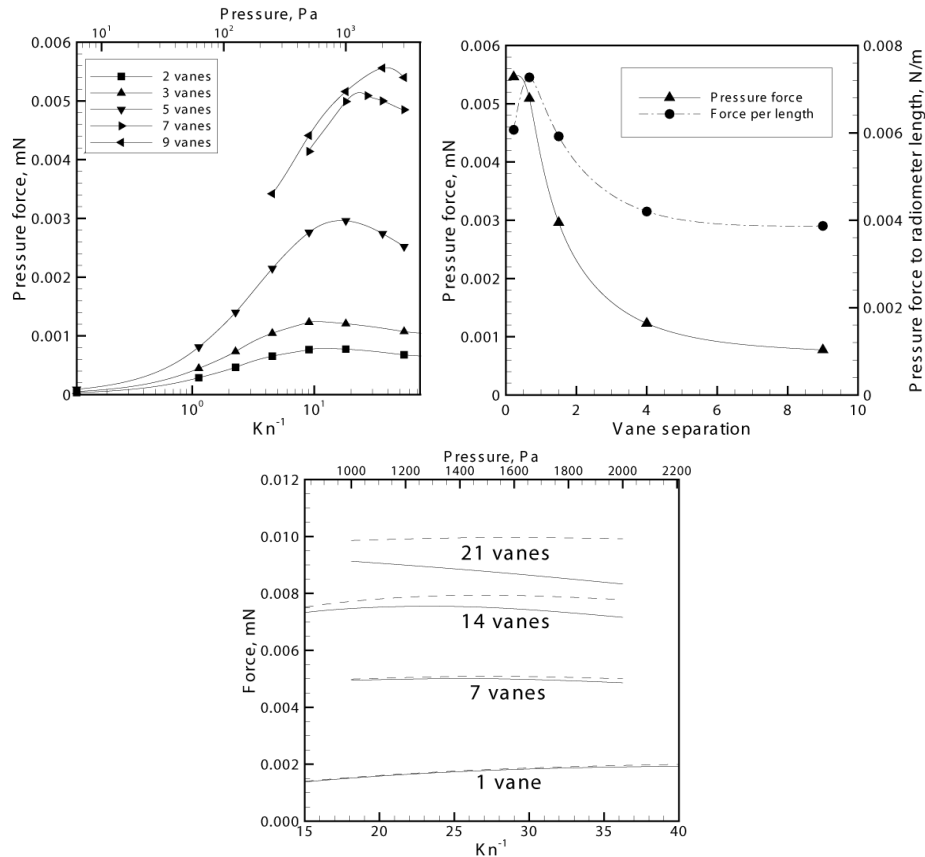 Pressure, Pa
10¹ 10² 10³
0.006
0.005
0.004
0.003
0.002
0.001
0
Pressure force, mN
2 vanes
3 vanes
5 vanes
7 vanes
9 vanes
10⁰ 10¹
Kn⁻¹
0.006
0.005
0.004
0.003
0.002
0.001
0
Pressure force, mN
Pressure force
Force per length
0.008
0.006
0.004
0.002
0
Pressure force to radiometer length, N/m
0 2 4 6 8 10
Vane separation
Pressure, Pa
1000 1200 1400 1600 1800 2000 2200
0.012
0.010
0.008
0.006
0.004
0.002
0.000
Force, mN
21 vanes
14 vanes
7 vanes
1 vane
15 20 25 30 35 40
Kn⁻¹